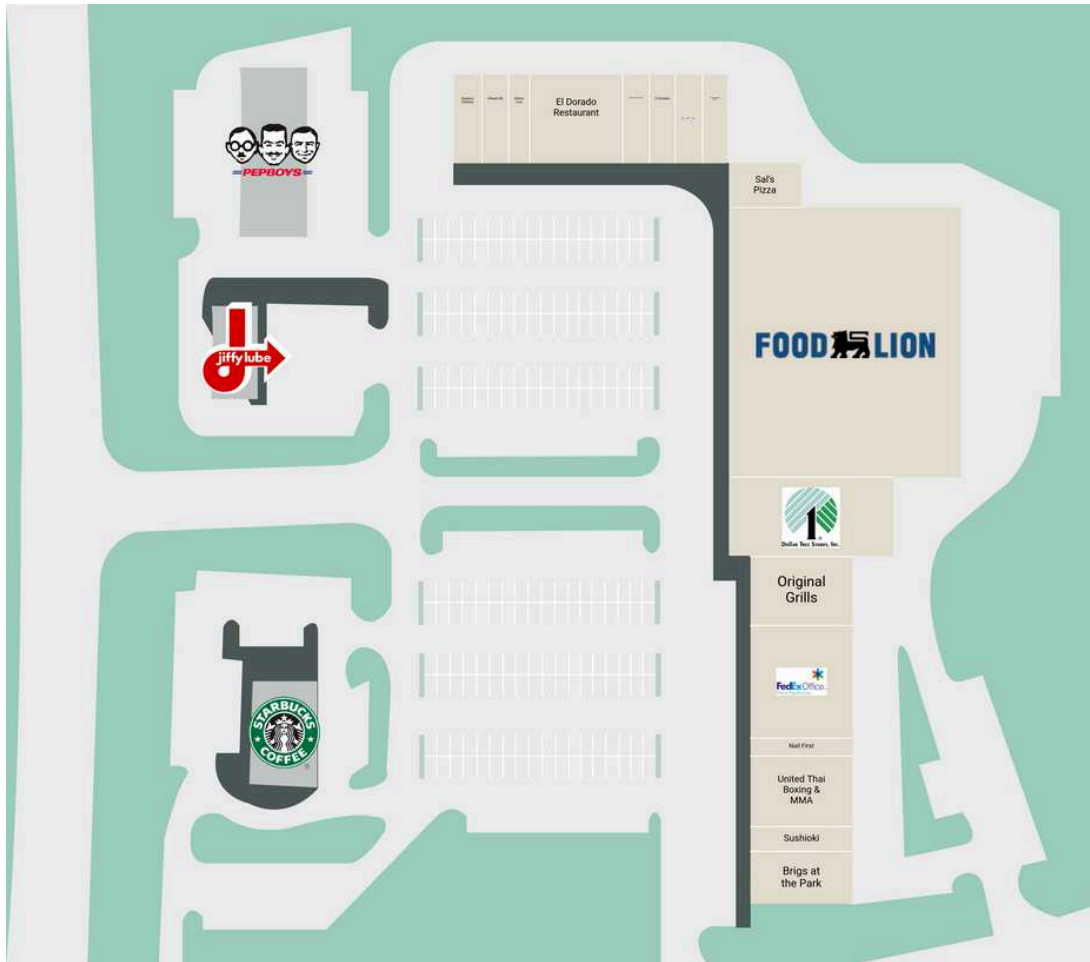 El Dorado
Restaurant
PEPBOYS
Sal's
Pizza
jiffy lube
FOOD LION
Dollar Tree Stores, Inc.
Original
Grills
FedEx Office
STARBUCKS
COFFEE
Nail First
United Thai
Boxing &
MMA
Sushioki
Brigs at
the Park